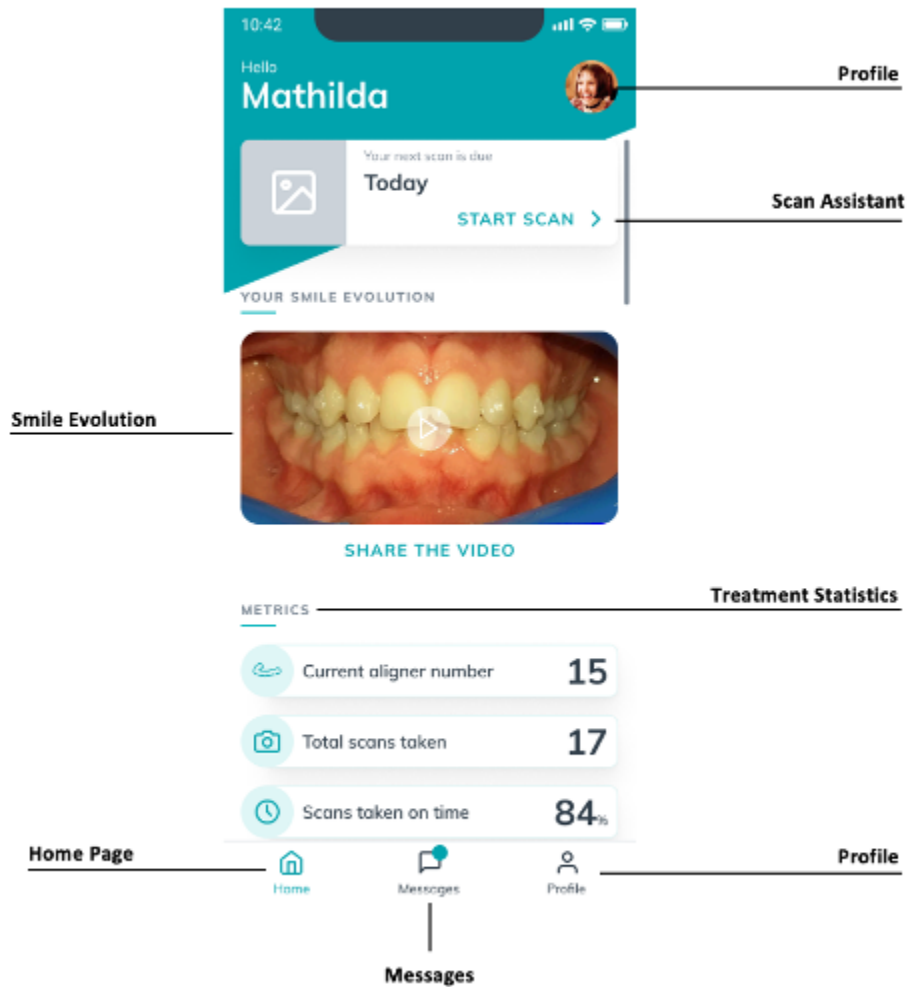 10:42
Hello
Mathilda
Profile
Your next scan is due
Today
START SCAN
Scan Assistant
YOUR SMILE EVOLUTION
Smile Evolution
SHARE THE VIDEO
Treatment Statistics
METRICS
Current aligner number 15
Total scans taken 17
Scans taken on time 84%
Home Page
Profile
Home Messages Profile
Messages